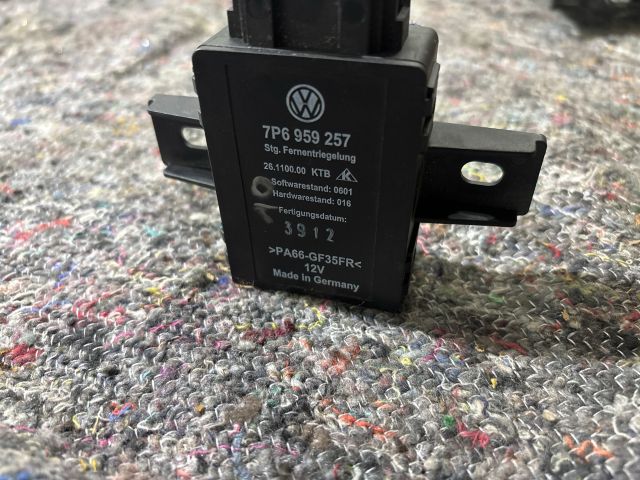 7P6 959 257
Stg. Fernentriegelung
26.1100.00 KTB
Softwarestand: 0601
Hardwarestand: 016
Fertigungsdatum:
3912
>PA66-GF35FR<
12V
Made in Germany